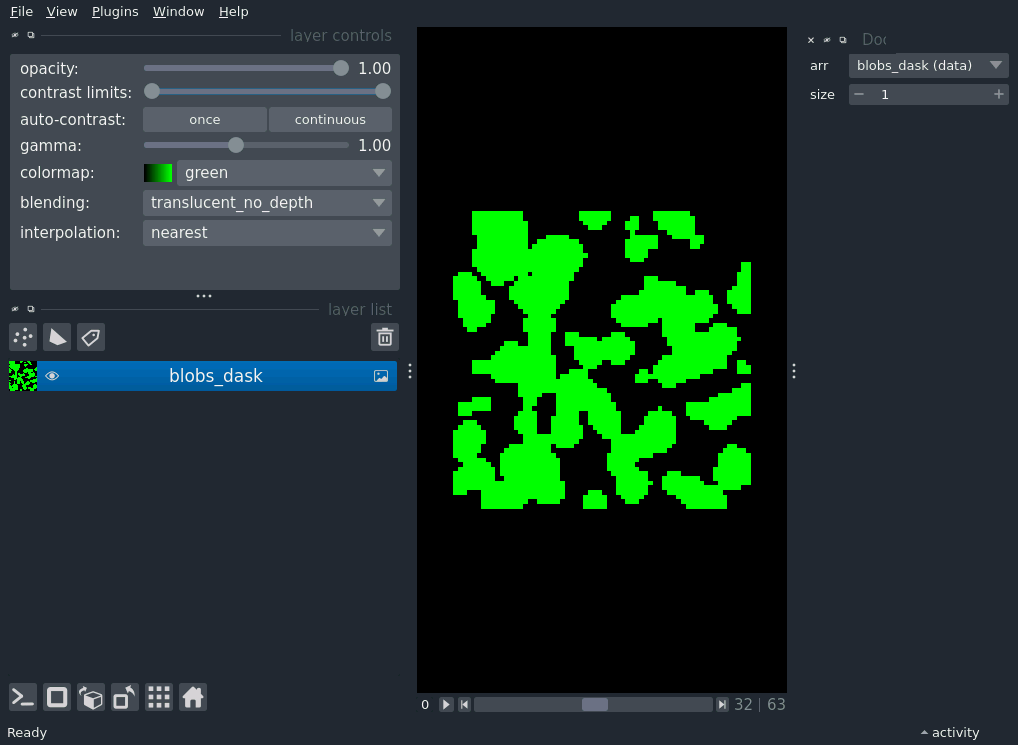 File View Plugins Window Help
layer controls
opacity: 1.00
contrast limits:
auto-contrast: once continuous
gamma: 1.00
colormap: green
blending: translucent_no_depth
interpolation: nearest
layer list
blobs_dask
0 32 | 63
Ready
activity
arr blobs_dask (data)
size 1